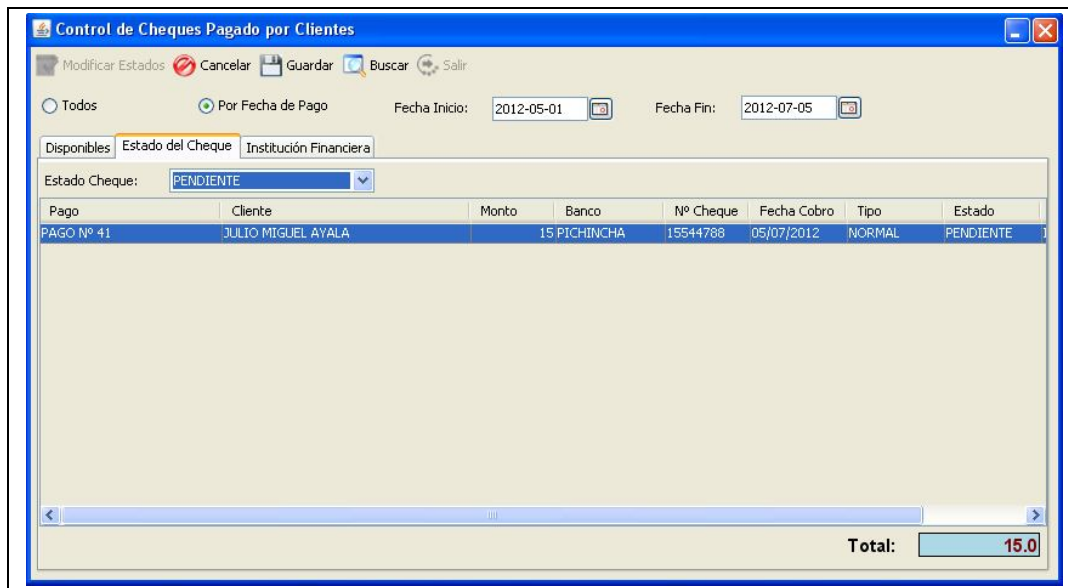 Control de Cheques Pagado por Clientes
Modificar Estados Cancelar Guardar Buscar Salir
Todos Por Fecha de Pago Fecha Inicio: 2012-05-01 Fecha Fin: 2012-07-05
Disponibles Estado del Cheque Institución Financiera
Estado Cheque: PENDIENTE
Pago Cliente Monto Banco Nº Cheque Fecha Cobro Tipo Estado
PAGO Nº 41 JULIO MIGUEL AYALA 15 PICHINCHA 15544788 05/07/2012 NORMAL PENDIENTE
Total: 15.0